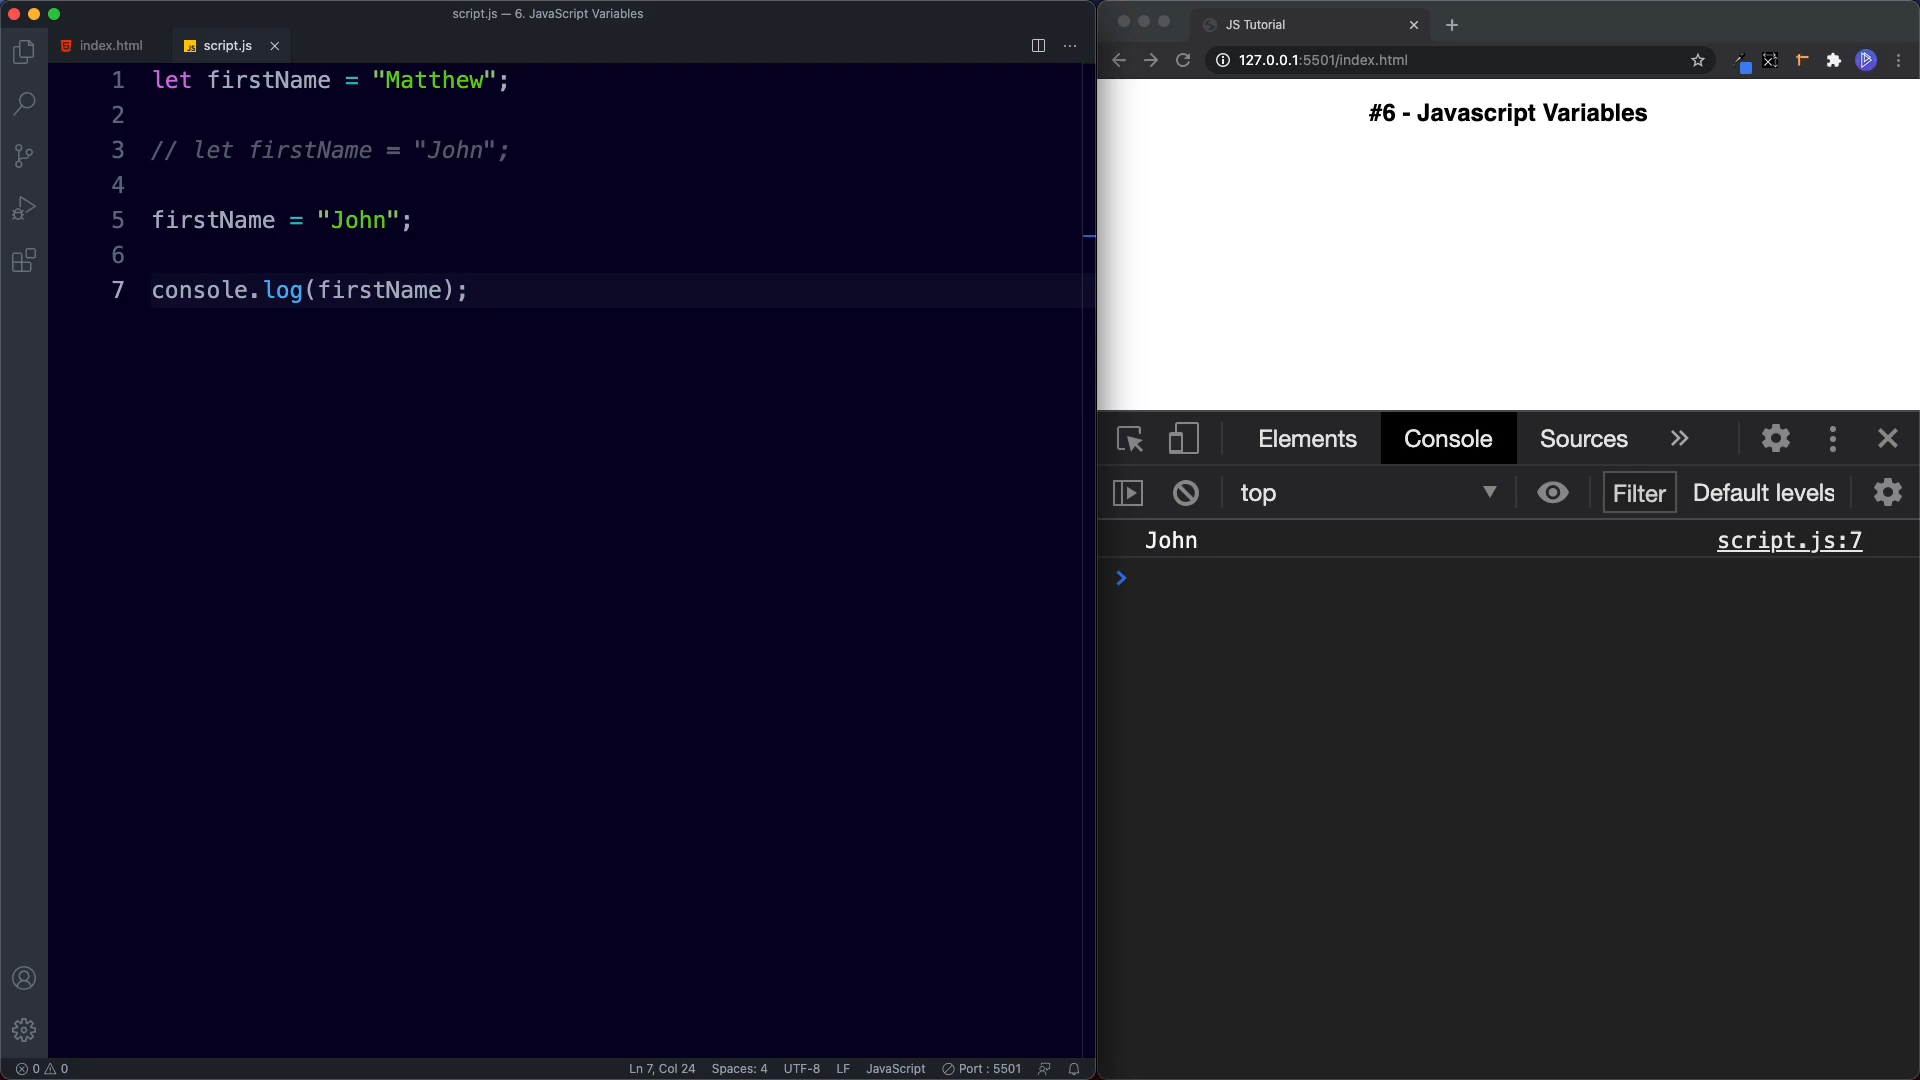 script.js — 6. JavaScript Variables
index.html
script.js
1 let firstName = "Matthew";
2
3 // let firstName = "John";
4
5 firstName = "John";
6
7 console.log(firstName);
0 0
Ln 7, Col 24 Spaces: 4 UTF-8 LF JavaScript Port : 5501
JS Tutorial
127.0.0.1:5501/index.html
#6 - Javascript Variables
Elements Console Sources
top Filter Default levels
John script.js:7